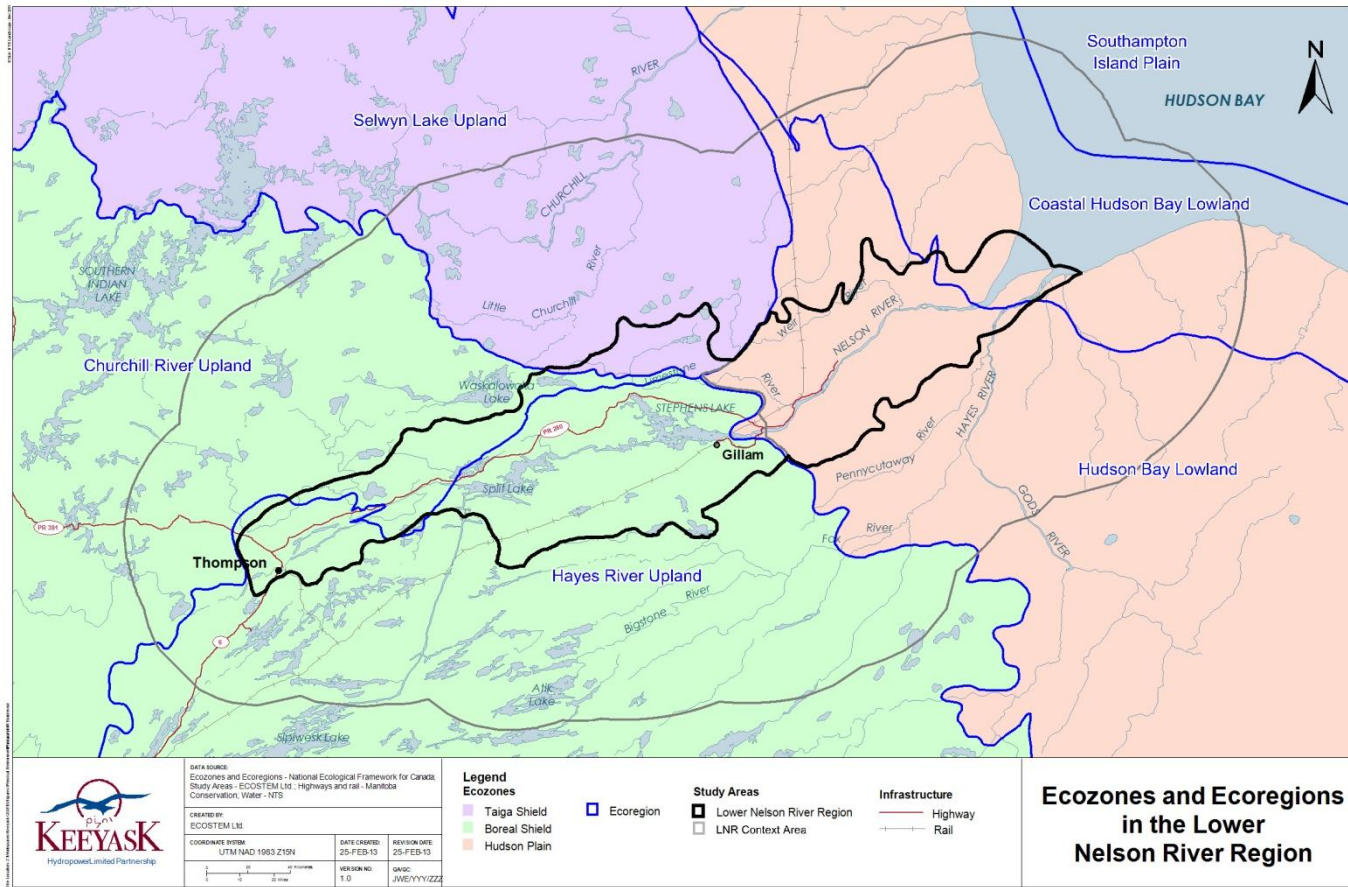 Southampton
Island Plain
HUDSON BAY
N
RIVER
Selwyn Lake Upland
CHURCHILL
River
Coastal Hudson Bay Lowland
SOUTHERN
INDIAN
LAKE
Little Churchill
Weir River
NELSON RIVER
Churchill River Upland
Waskaiowaka
Lake
Limestone
River
STEPHENS LAKE
PR 280
Gillam
HAYES RIVER
River
Pennycutaway
Hudson Bay Lowland
Split Lake
GODS
RIVER
PR 391
River
Fox
Thompson
Hayes River Upland
River
Bigstone
6
Atik
Lake
Sipiwesk Lake
KEEYASK
HydropowerLimited Partnership
DATA SOURCE:
Ecozones and Ecoregions - National Ecological Framework for Canada;
Study Areas - ECOSTEM Ltd.; Highways and rail - Manitoba
Conservation; Water - NTS
CREATED BY:
ECOSTEM Ltd.
COORDINATE SYSTEM:
UTM NAD 1983 Z15N
DATE CREATED:
25-FEB-13
REVISION DATE:
25-FEB-13
VERSION NO:
1.0
QA/QC:
JWE/YYY/ZZZ
Legend
Ecozones
Taiga Shield
Boreal Shield
Hudson Plain
Ecoregion
Study Areas
Lower Nelson River Region
LNR Context Area
Infrastructure
Highway
Rail
Ecozones and Ecoregions
in the Lower
Nelson River Region